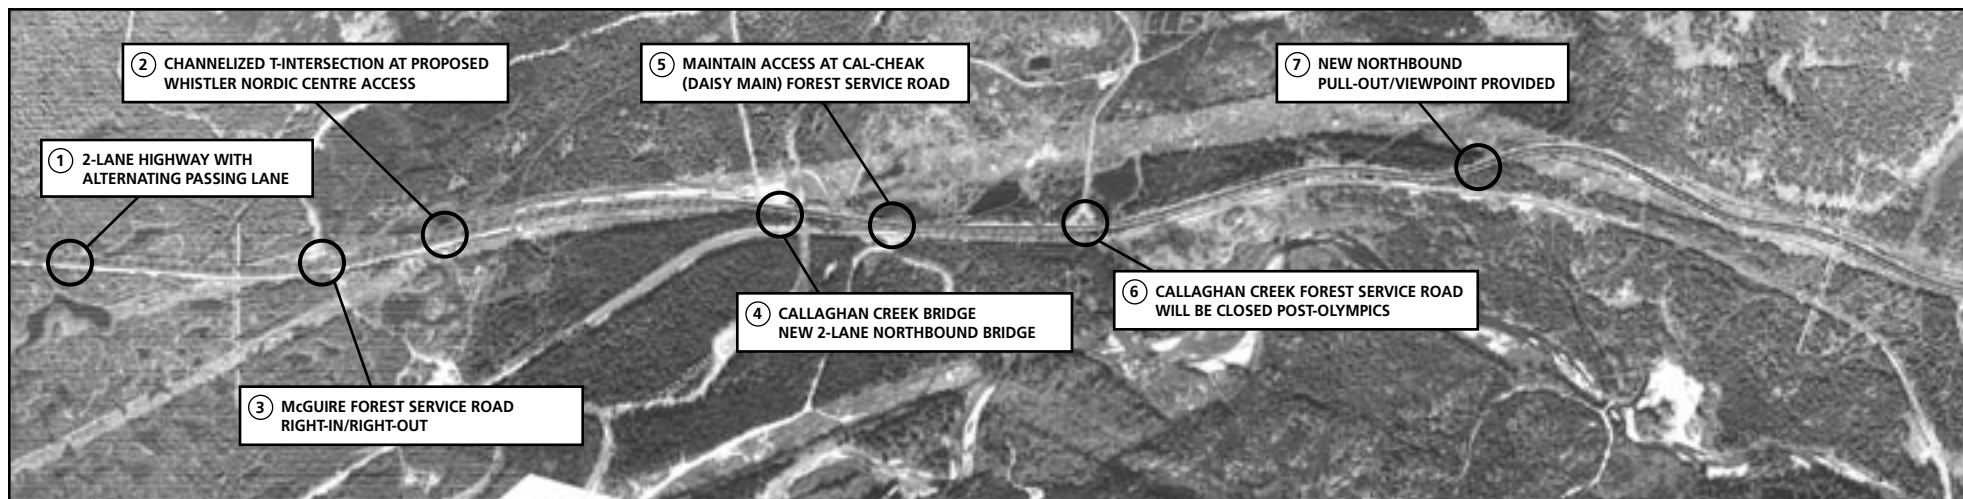 1 2-LANE HIGHWAY WITH
ALTERNATING PASSING LANE
2 CHANNELIZED T-INTERSECTION AT PROPOSED
WHISTLER NORDIC CENTRE ACCESS
3 McGUIRE FOREST SERVICE ROAD
RIGHT-IN/RIGHT-OUT
4 CALLAGHAN CREEK BRIDGE
NEW 2-LANE NORTHBOUND BRIDGE
5 MAINTAIN ACCESS AT CAL-CHEAK
(DAISY MAIN) FOREST SERVICE ROAD
6 CALLAGHAN CREEK FOREST SERVICE ROAD
WILL BE CLOSED POST-OLYMPICS
7 NEW NORTHBOUND
PULL-OUT/VIEWPOINT PROVIDED